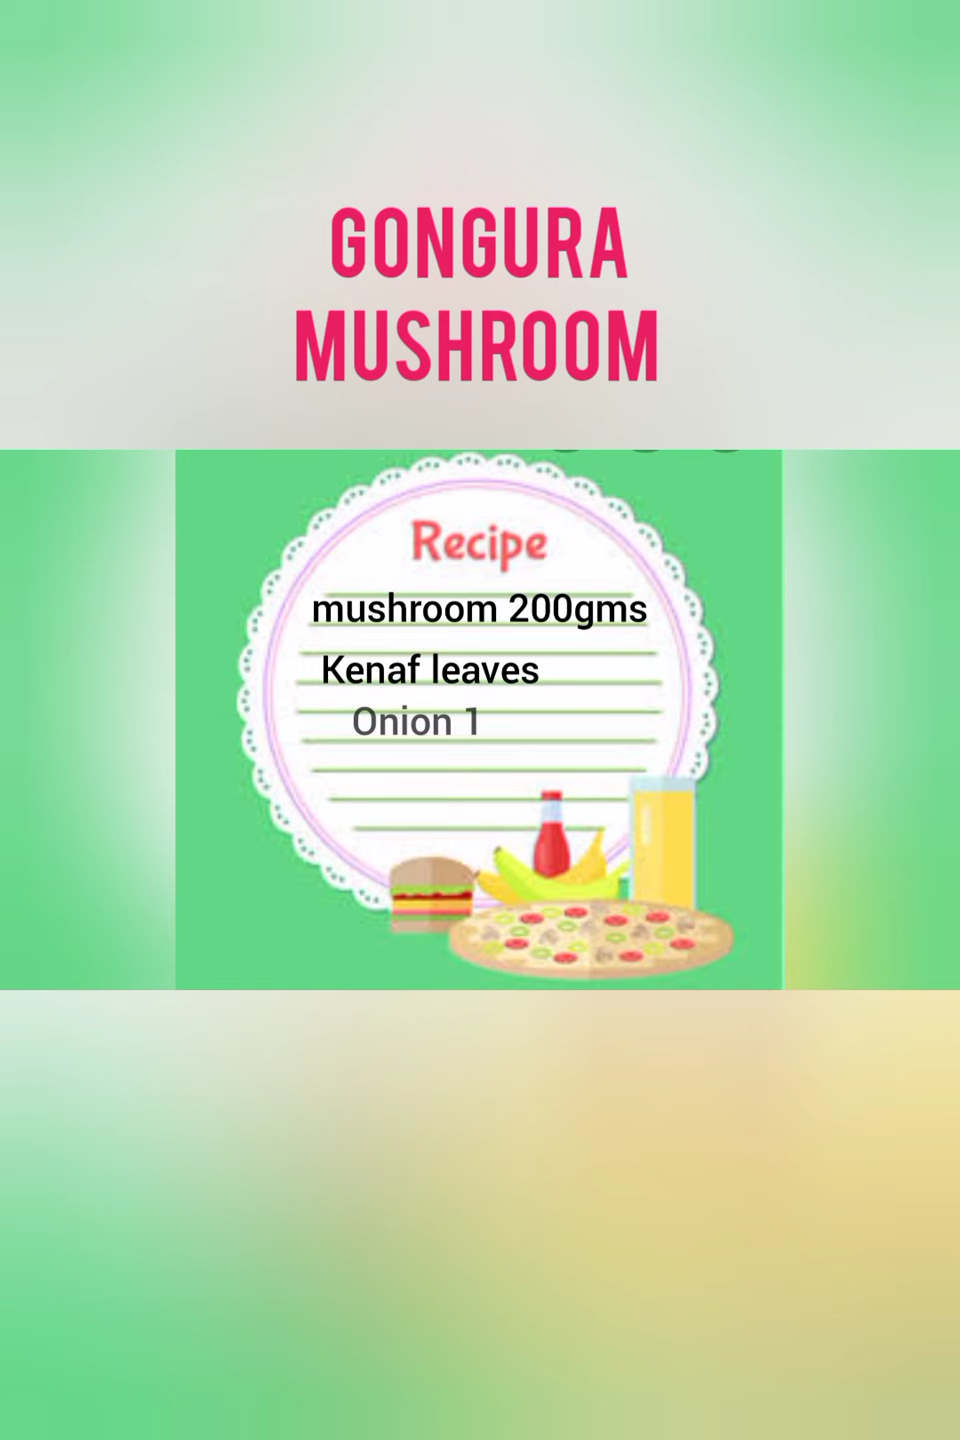 GONGURA
MUSHROOM
Recipe
mushroom 200gms
Kenaf leaves
Onion 1